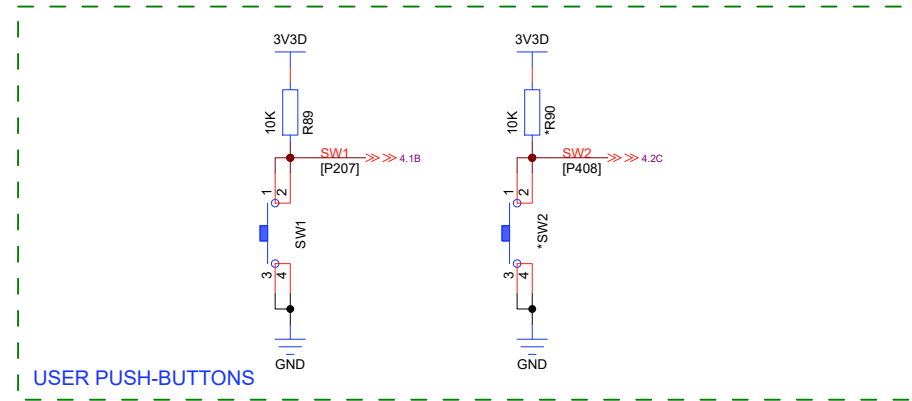 3V3D
10K
R89
SW1
[P207]
4.1B
1
2
SW1
3
4
GND
3V3D
10K
*R90
SW2
[P408]
4.2C
1
2
*SW2
3
4
GND
USER PUSH-BUTTONS